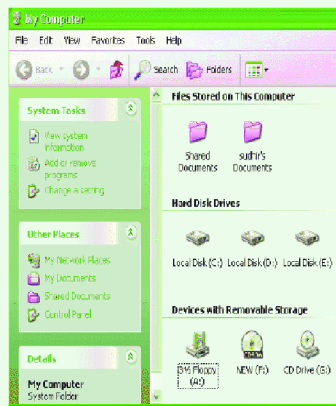 My Computer
File Edit View Favorites Tools Help
Back Search Folders
System Tasks
View system
information
Add or remove
programs
Change a setting
Other Places
My Network Places
My Documents
Shared Documents
Control Panel
Details
My Computer
System Folder
Files Stored on This Computer
Shared
Documents
sudhir's
Documents
Hard Disk Drives
Local Disk (C:) Local Disk (D:) Local Disk (E:)
Devices with Removable Storage
3½ Floppy
(A:)
NEW (F:)
CD Drive (G:)